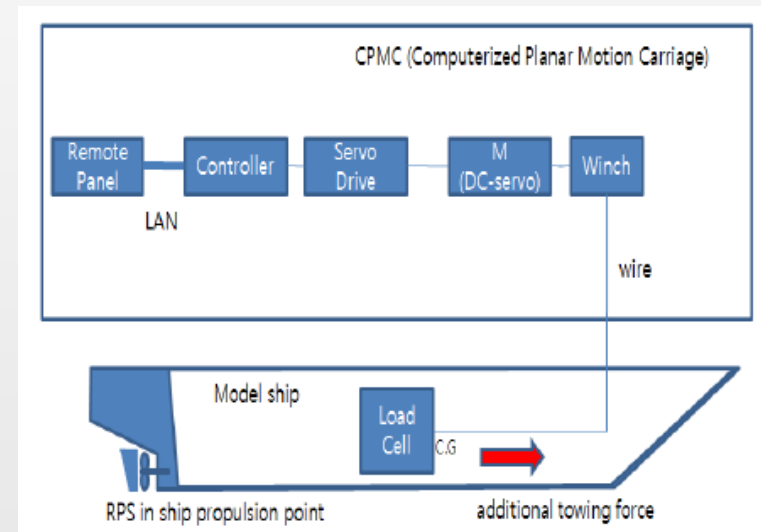 CPMC (Computerized Planar Motion Carriage)
Remote
Panel
Controller
Servo
Drive
M
(DC-servo)
Winch
LAN
wire
Model ship
Load
Cell
C.G
RPS in ship propulsion point
additional towing force